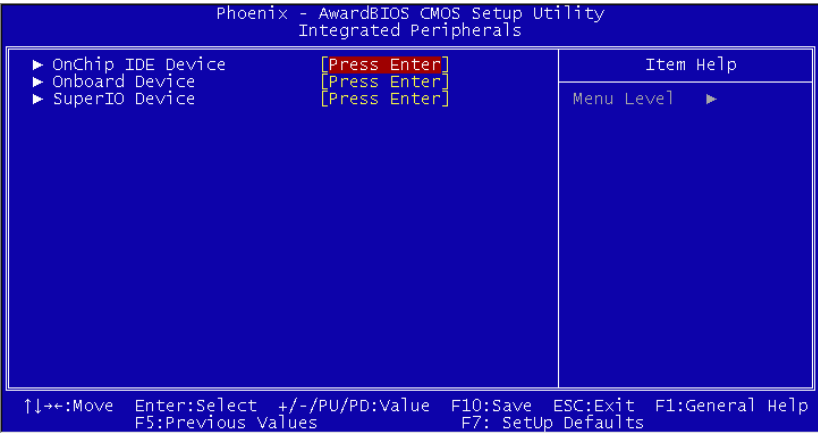 Phoenix - AwardBIOS CMOS Setup Utility
Integrated Peripherals
► OnChip IDE Device [Press Enter]
► Onboard Device [Press Enter]
► SuperIO Device [Press Enter]
Item Help
Menu Level ►
↑↓→←:Move Enter:Select +/-/PU/PD:Value F10:Save ESC:Exit F1:General Help
F5:Previous Values F7: SetUp Defaults